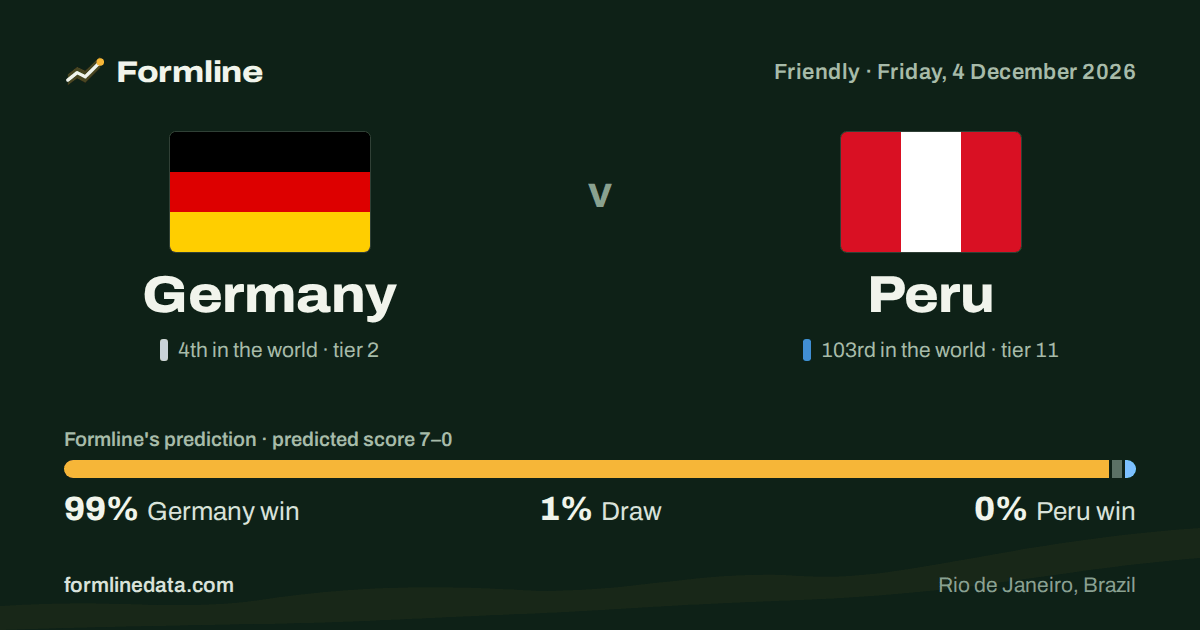 Formline
Friendly · Friday, 4 December 2026
V
Germany
Peru
4th in the world · tier 2
103rd in the world · tier 11
Formline's prediction · predicted score 7–0
99% Germany win
1% Draw
0% Peru win
formlinedata.com
Rio de Janeiro, Brazil